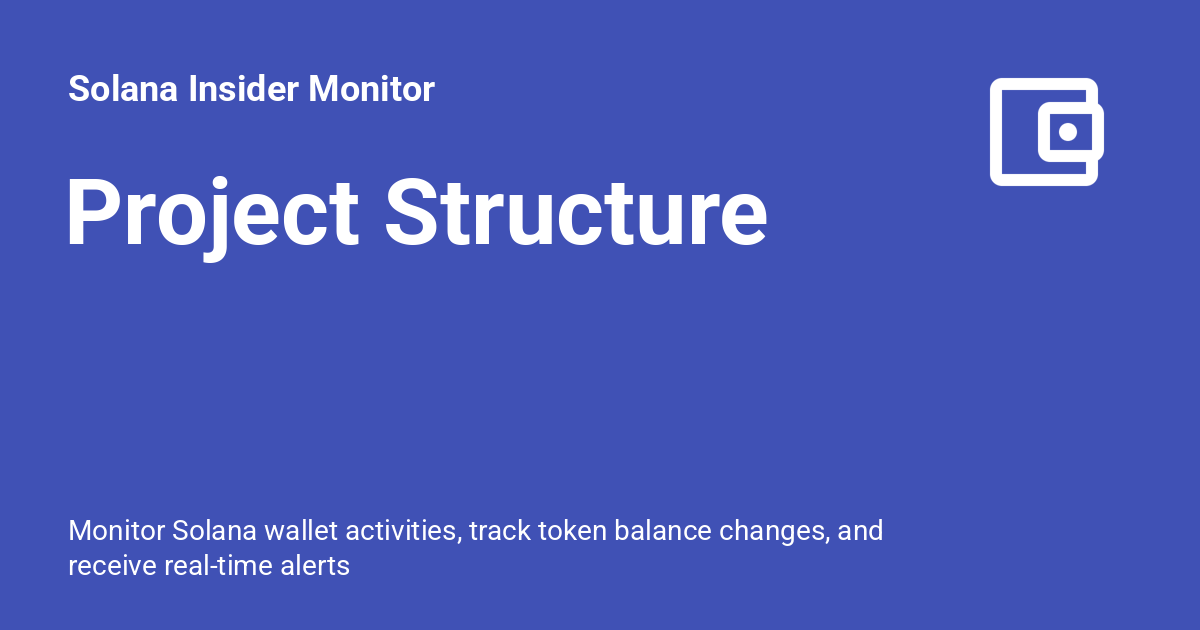 Solana Insider Monitor
Project Structure
Monitor Solana wallet activities, track token balance changes, and
receive real-time alerts